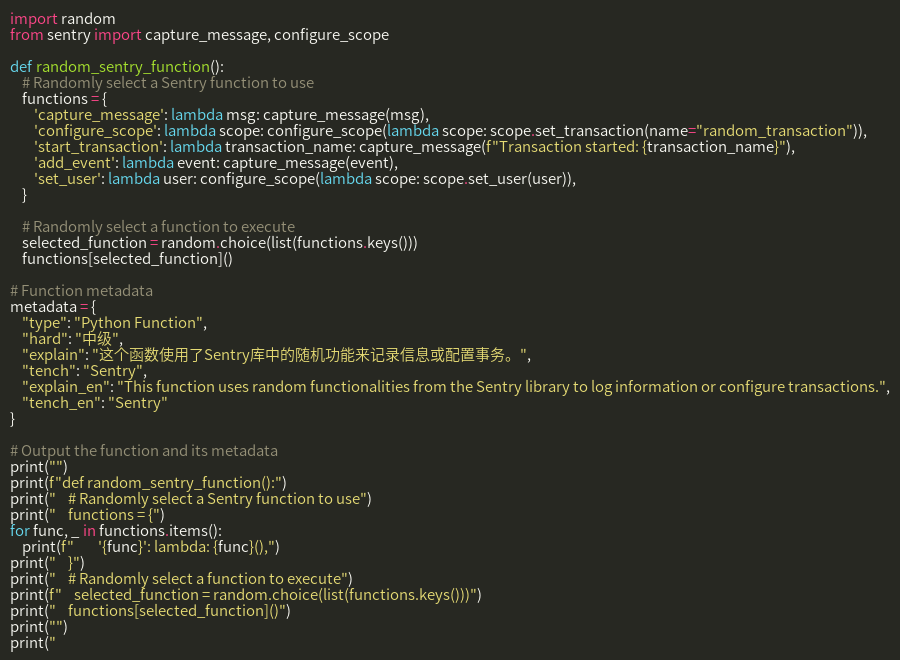 import random
from sentry import capture_message, configure_scope

def random_sentry_function():
    # Randomly select a Sentry function to use
    functions = {
        'capture_message': lambda msg: capture_message(msg),
        'configure_scope': lambda scope: configure_scope(lambda scope: scope.set_transaction(name="random_transaction")),
        'start_transaction': lambda transaction_name: capture_message(f"Transaction started: {transaction_name}"),
        'add_event': lambda event: capture_message(event),
        'set_user': lambda user: configure_scope(lambda scope: scope.set_user(user)),
    }

    # Randomly select a function to execute
    selected_function = random.choice(list(functions.keys()))
    functions[selected_function]()

# Function metadata
metadata = {
    "type": "Python Function",
    "hard": "中级",
    "explain": "这个函数使用了Sentry库中的随机功能来记录信息或配置事务。",
    "tench": "Sentry",
    "explain_en": "This function uses random functionalities from the Sentry library to log information or configure transactions.",
    "tench_en": "Sentry"
}

# Output the function and its metadata
print("")
print(f"def random_sentry_function():")
print("    # Randomly select a Sentry function to use")
print("    functions = {")
for func, _ in functions.items():
    print(f"        '{func}': lambda: {func}(),")
print("    }")
print("    # Randomly select a function to execute")
print(f"    selected_function = random.choice(list(functions.keys()))")
print("    functions[selected_function]()")
print("")
print("